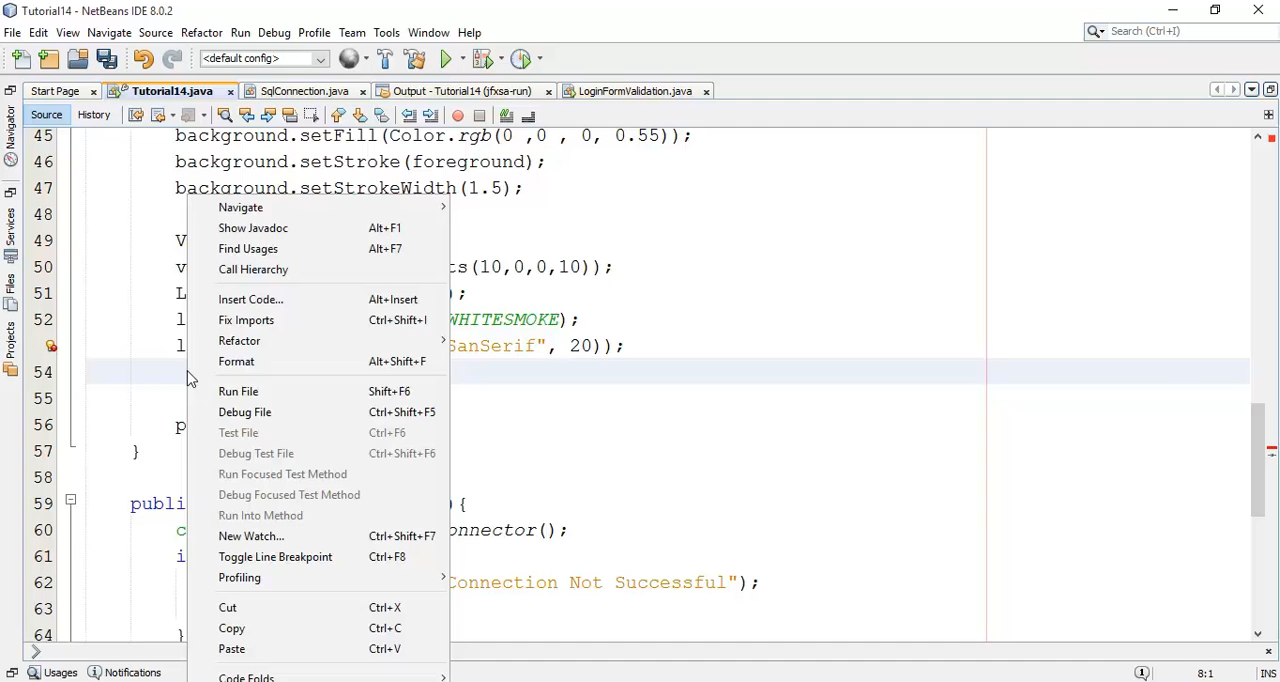 Tutorial14 - NetBeans IDE 8.0.2
File Edit View Navigate Source Refactor Run Debug Profile Team Tools Window Help
Search (Ctrl+I)
<default config>
Start Page Tutorial14.java SqlConnection.java Output - Tutorial14 (jfxsa-run) LoginFormValidation.java
Source History
Navigator
Services
Files
Projects
45 background.setFill(Color.rgb(0 ,0 , 0, 0.55));
46 background.setStroke(foreground);
47 background.setStrokeWidth(1.5);
48
49 V
50 v ts(10,0,0,10));
51 L );
52 l WHITESMOKE);
l SanSerif", 20));
54
55
56 p
57 }
58
59 publi ){
60 c onnector();
61 i
62 Connection Not Successful");
63
64 }
Navigate
Show Javadoc Alt+F1
Find Usages Alt+F7
Call Hierarchy
Insert Code... Alt+Insert
Fix Imports Ctrl+Shift+I
Refactor
Format Alt+Shift+F
Run File Shift+F6
Debug File Ctrl+Shift+F5
Test File Ctrl+F6
Debug Test File Ctrl+Shift+F6
Run Focused Test Method
Debug Focused Test Method
Run Into Method
New Watch... Ctrl+Shift+F7
Toggle Line Breakpoint Ctrl+F8
Profiling
Cut Ctrl+X
Copy Ctrl+C
Paste Ctrl+V
Code Folds
Usages Notifications
1 8:1 INS